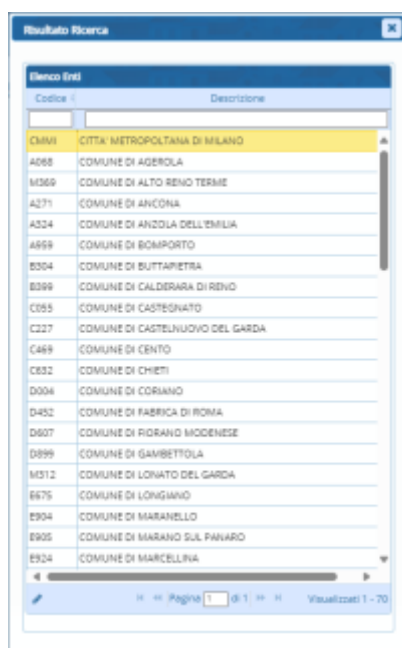 Risultato Ricerca
Elenco Enti
Codice Descrizione
CMMI CITTA' METROPOLTANA DI MILANO
A068 COMUNE DI AGEROLA
M369 COMUNE DI ALTO RENO TERME
A271 COMUNE DI ANCONA
A324 COMUNE DI ANZOLA DELL'EMILIA
A959 COMUNE DI BOMPORTO
B304 COMUNE DI BUTTAPIETRA
B399 COMUNE DI CALDERARA DI RENO
C055 COMUNE DI CASTEGNATO
C227 COMUNE DI CASTELNUOVO DEL GARDA
C469 COMUNE DI CENTO
C632 COMUNE DI CHIETI
D004 COMUNE DI CORIANO
D452 COMUNE DI FABRICA DI ROMA
D607 COMUNE DI FIORANO MODENESE
D899 COMUNE DI GAMBETTOLA
M312 COMUNE DI LONATO DEL GARDA
E675 COMUNE DI LONGIANO
E904 COMUNE DI MARANELLO
E905 COMUNE DI MARANO SUL PANARO
E924 COMUNE DI MARCELLINA
Pagina 1 di 1 Visualizzati 1 - 70